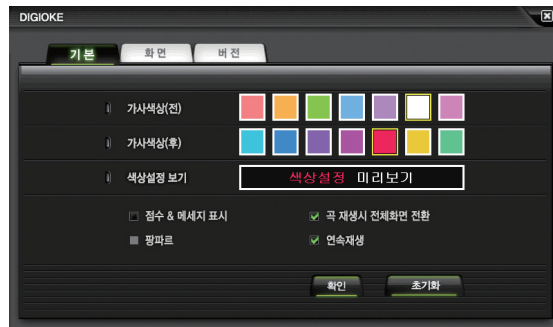 DIGIOKE
기본 화면 버전
가사색상(전)
가사색상(후)
색상설정 보기 색상설정 미리보기
점수 & 메세지 표시 곡 재생시 전체화면 전환
팡파르 연속재생
확인 초기화